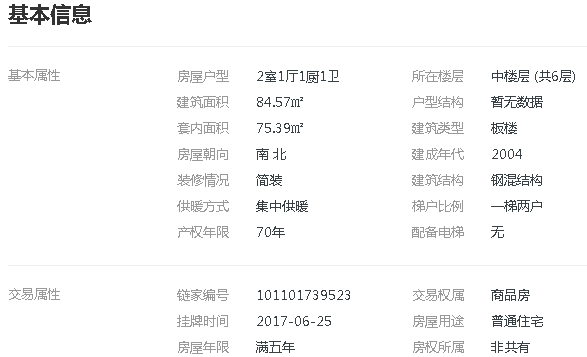 基本信息
基本属性 房屋户型 2室1厅1厨1卫 所在楼层 中楼层 (共6层)
建筑面积 84.57㎡ 户型结构 暂无数据
套内面积 75.39㎡ 建筑类型 板楼
房屋朝向 南 北 建成年代 2004
装修情况 简装 建筑结构 钢混结构
供暖方式 集中供暖 梯户比例 一梯两户
产权年限 70年 配备电梯 无
交易属性 链家编号 101101739523 交易权属 商品房
挂牌时间 2017-06-25 房屋用途 普通住宅
房屋年限 满五年 房权所属 非共有